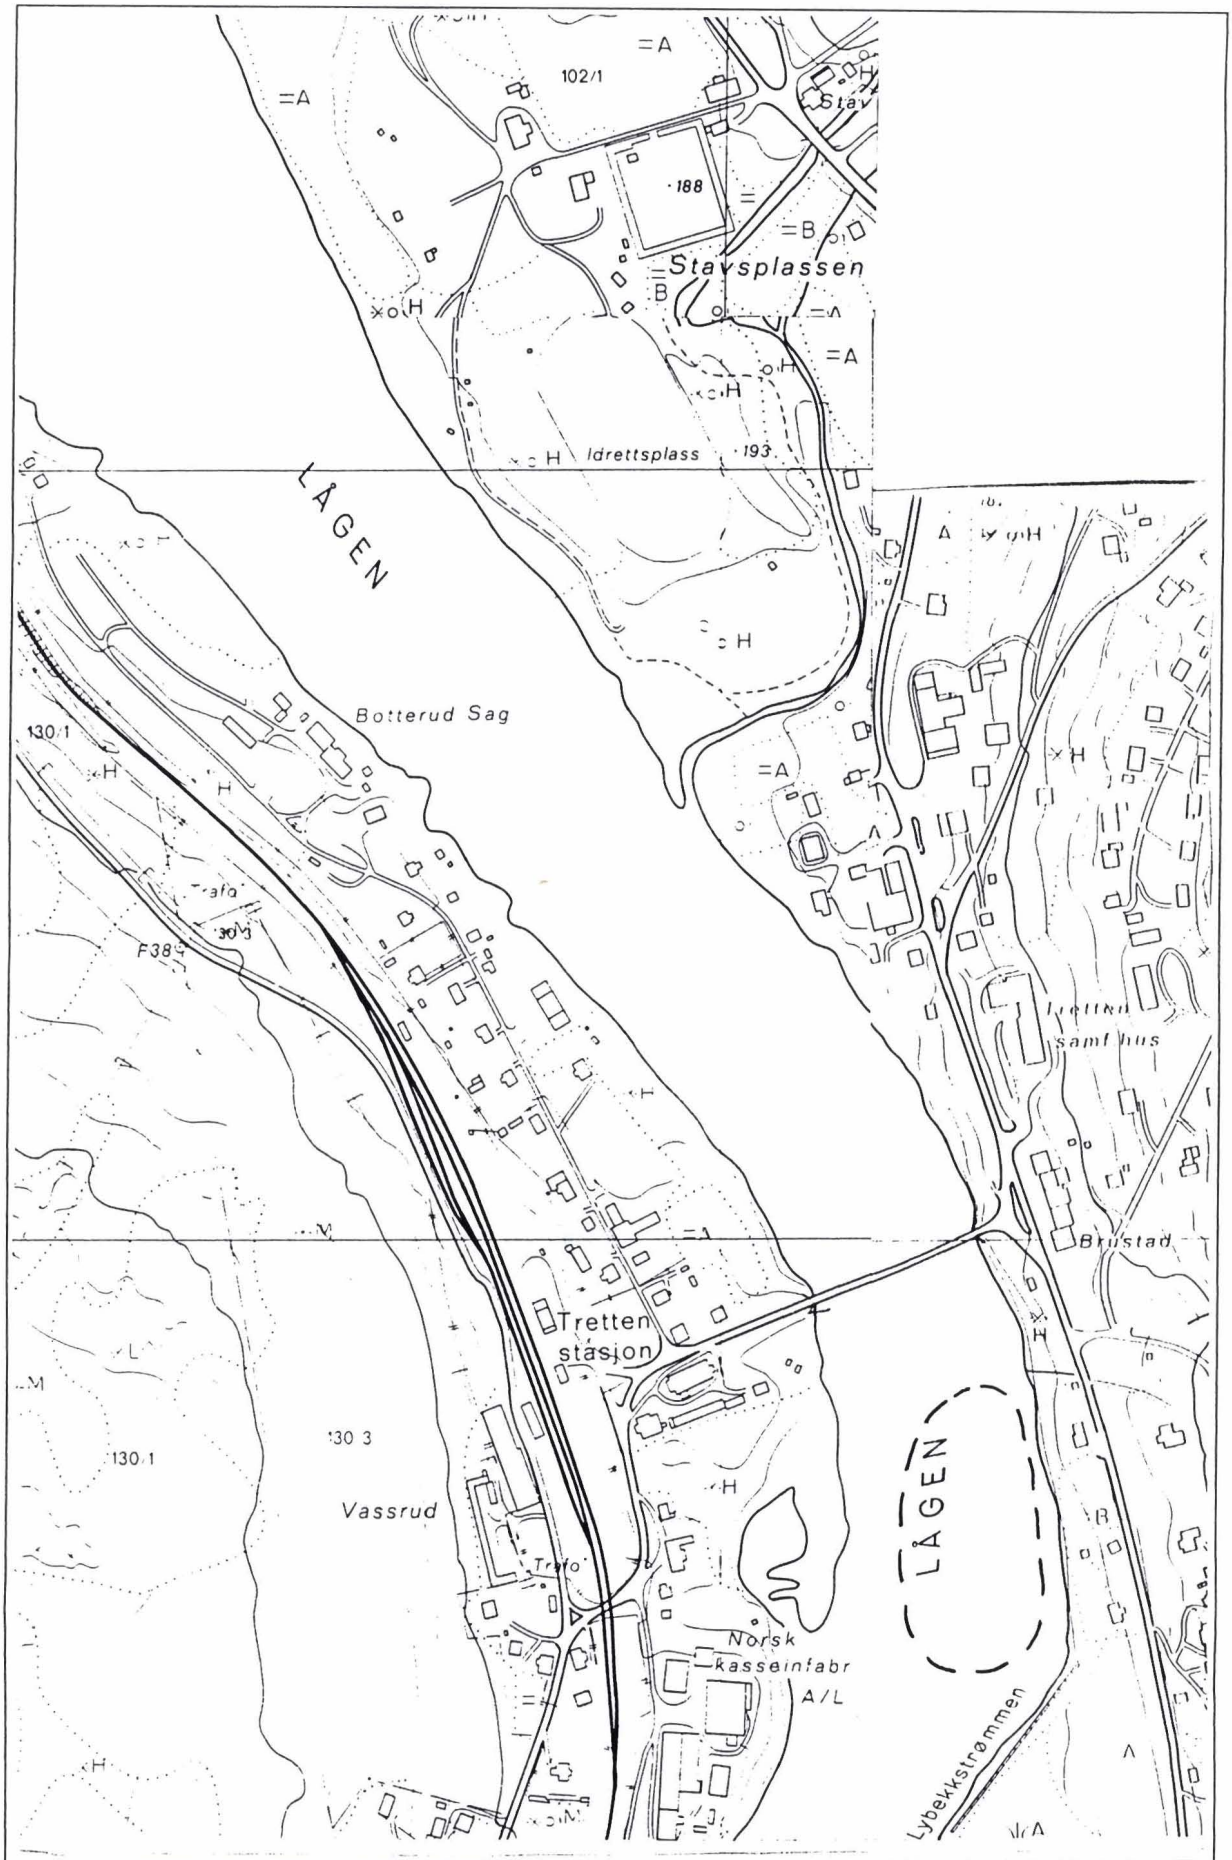 =A
102/1
=A
H
Stav
·188
=
=B
Stavsplassen
=
B
H
=A
=A
H
H
H
Idrettsplass
·193
LÅGEN
A
H
H
H
Botterud Sag
130/1
H
H
=A
H
A
Trafo
F38
Tretten
samf hus
H
M
=A
Brustad
Tretten
stasjon
H
L
M
130/1
130 3
Vassrud
H
LÅGEN
B
Trafo
Norsk
kasseinfabr
A/L
=
Lybekkstrømmen
A
H
M
A